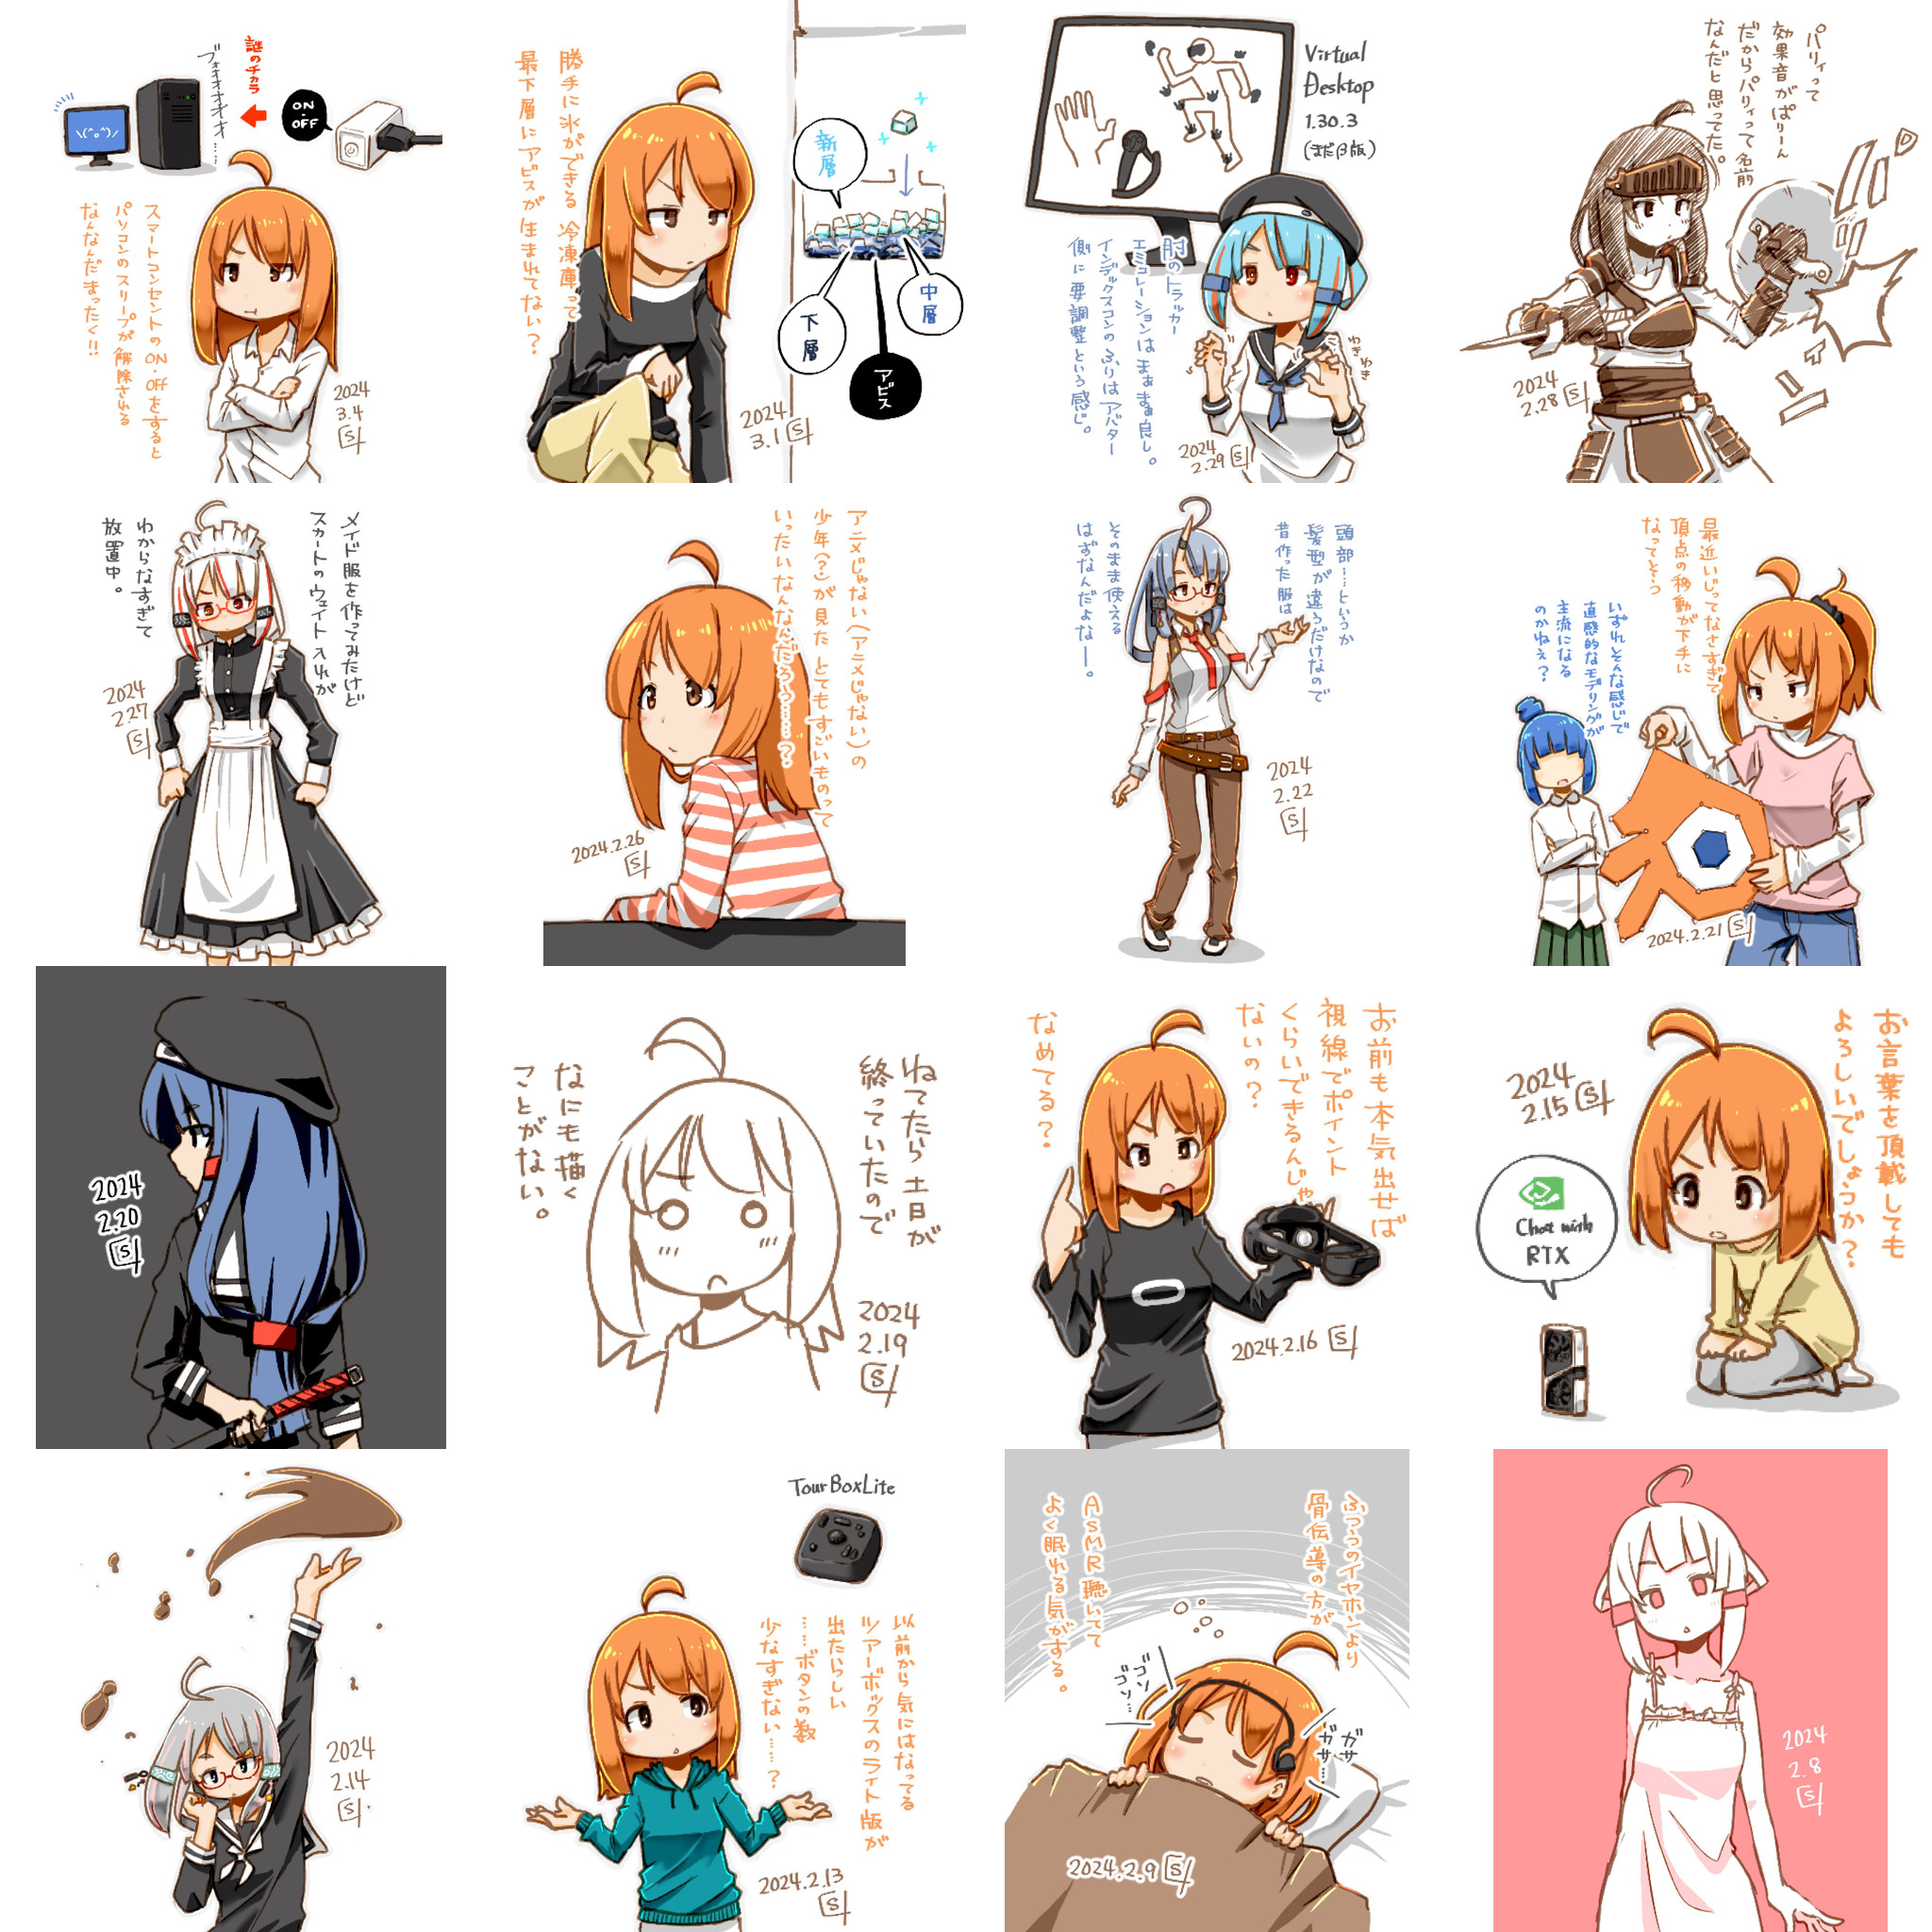 謎のチカラ
ON・OFF
ブオオオオオオ……
\(^o^)/
スマートコンセントのON・OFFをすると
パソコンのスリープが解除される
なんなんだまったく!!
2024
3.4
S
勝手に氷ができる冷凍庫って
最下層にアビスが生まれてない?
新層
中層
下層
アビス
2024
3.1
S
Virtual
Desktop
1.30.3
(まだβ版)
肘のトラッカー
エミュレーションはまぁまぁ良し。
インデックスコンのふりはアバター
側に要調整という感じ。
わきわき
2024
2.29
S
パリィって
効果音がぱりーん
だからパリィって名前
なんだと思ってた。
2024
2.28
S
メイド服を作ってみたけど
スカートのウェイト入れが
わからなすぎて
放置中。
2024
2.27
S
アニメじゃない(アニメじゃない)の
少年(?)が見たとてもすごいものって
いったいなんなんだろう……?
2024.2.26
S
頭部……というか
髪型が違うだけなので
昔作った服は
そのまま使える
はずなんだよなー。
2024
2.22
S
最近いじってなさすぎて
頂点の移動が下手に
なってそう
いずれそんな感じで
直感的なモデリングが
主流になる
のかねぇ?
2024.2.21
S
2024
2.20
S
ねてたら土日が
終っていたので
なにも描く
ことがない。
2024
2.19
S
お前も本気出せば
視線でポイント
くらいできるんじゃ
ないの?
なめてる?
2024.2.16
S
お言葉を頂戴しても
よろしいでしょうか?
2024
2.15
S
Chat with
RTX
2024
2.14
S
TourBoxLite
以前から気にはなってる
ツアーボックスのライト版が
出たらしい
……ボタンの数
少なすぎない……?
2024.2.13
S
ふつうのイヤホンより
骨伝導の方が
ASMR聴いてて
よく眠れる気がする。
ゴソゴソ…
ガサガサ…
2024.2.9
S
2024
2.8
S